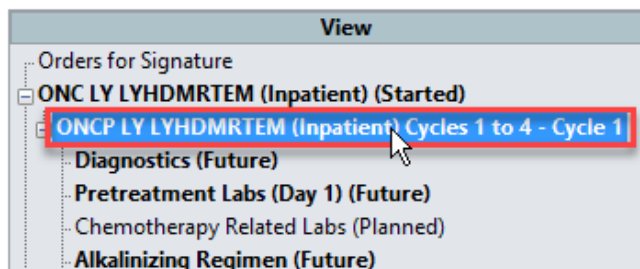 View
Orders for Signature
ONC LY LYHDMRTEM (Inpatient) (Started)
ONCP LY LYHDMRTEM (Inpatient) Cycles 1 to 4 - Cycle 1
Diagnostics (Future)
Pretreatment Labs (Day 1) (Future)
Chemotherapy Related Labs (Planned)
Alkalinizing Regimen (Future)